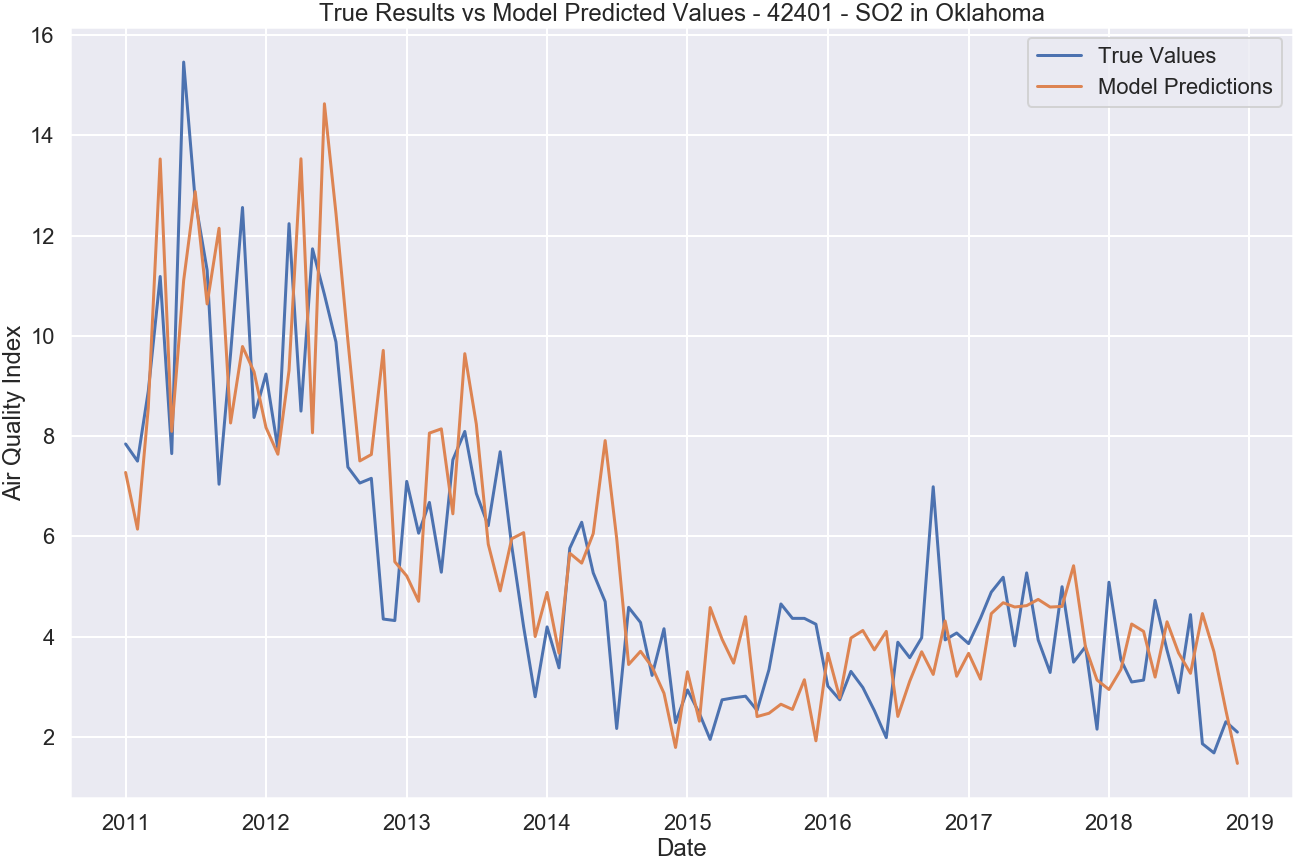 True Results vs Model Predicted Values - 42401 - SO2 in Oklahoma
True Values
Model Predictions
Air Quality Index
16
14
12
10
8
6
4
2
2011 2012 2013 2014 2015 2016 2017 2018 2019
Date